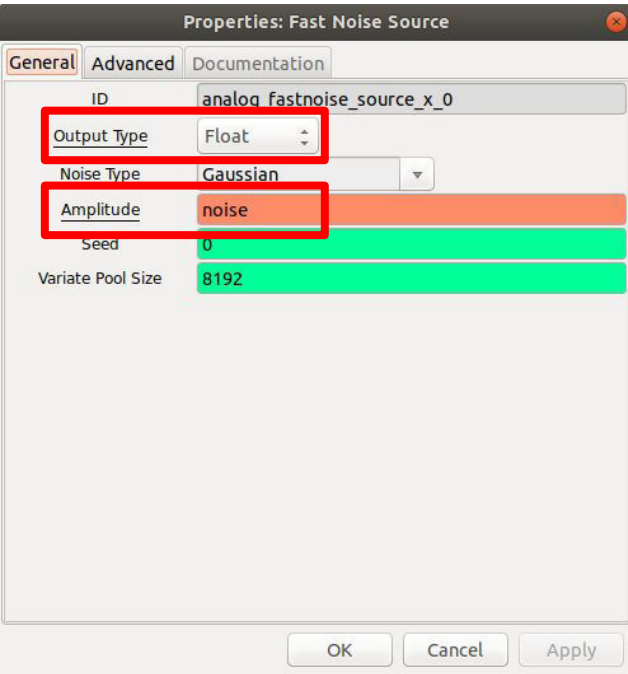 Properties: Fast Noise Source
General Advanced Documentation
ID analog_fastnoise_source_x_0
Output Type Float
Noise Type Gaussian
Amplitude noise
Seed 0
Variate Pool Size 8192
OK Cancel Apply